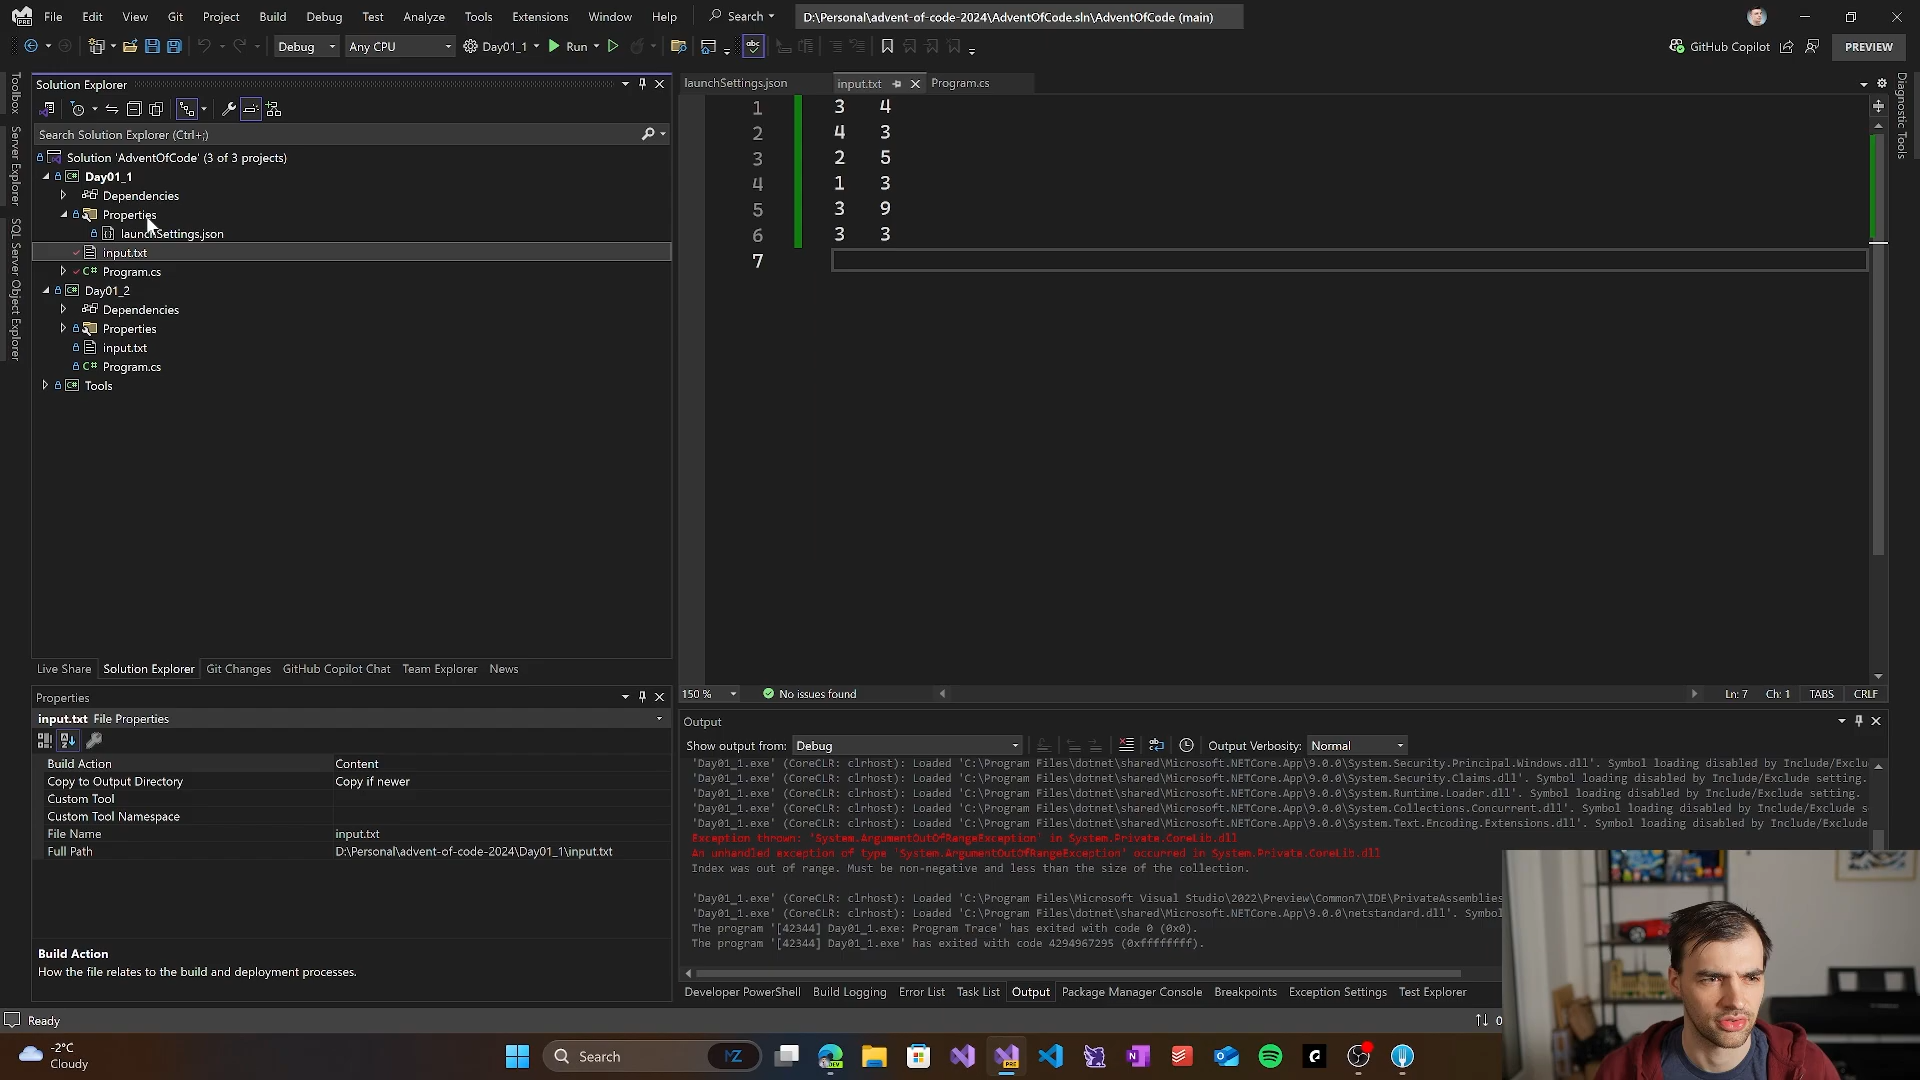 File Edit View Git Project Build Debug Test Analyze Tools Extensions Window Help Search D:\Personal\advent-of-code-2024\AdventOfCode.sln\AdventOfCode (main)
Debug Any CPU Day01_1 Run GitHub Copilot PREVIEW
Toolbox
Server Explorer
SQL Server Object Explorer
Solution Explorer
Search Solution Explorer (Ctrl+;)
Solution 'AdventOfCode' (3 of 3 projects)
Day01_1
Dependencies
Properties
launchSettings.json
input.txt
Program.cs
Day01_2
Dependencies
Properties
input.txt
Program.cs
Tools
Live Share Solution Explorer Git Changes GitHub Copilot Chat Team Explorer News
Properties
input.txt File Properties
Build Action Content
Copy to Output Directory Copy if newer
Custom Tool
Custom Tool Namespace
File Name input.txt
Full Path D:\Personal\advent-of-code-2024\Day01_1\input.txt
Build Action
How the file relates to the build and deployment processes.
launchSettings.json input.txt Program.cs
1 3 4
2 4 3
3 2 5
4 1 3
5 3 9
6 3 3
7
150 % No issues found Ln: 7 Ch: 1 TABS CRLF
Diagnostic Tools
Output
Show output from: Debug Output Verbosity: Normal
'Day01_1.exe' (CoreCLR: clrhost): Loaded 'C:\Program Files\dotnet\shared\Microsoft.NETCore.App\9.0.0\System.Security.Principal.Windows.dll'. Symbol loading disabled by Include/Exclu
'Day01_1.exe' (CoreCLR: clrhost): Loaded 'C:\Program Files\dotnet\shared\Microsoft.NETCore.App\9.0.0\System.Security.Claims.dll'. Symbol loading disabled by Include/Exclude setting.
'Day01_1.exe' (CoreCLR: clrhost): Loaded 'C:\Program Files\dotnet\shared\Microsoft.NETCore.App\9.0.0\System.Runtime.Loader.dll'. Symbol loading disabled by Include/Exclude setting.
'Day01_1.exe' (CoreCLR: clrhost): Loaded 'C:\Program Files\dotnet\shared\Microsoft.NETCore.App\9.0.0\System.Collections.Concurrent.dll'. Symbol loading disabled by Include/Exclude s
'Day01_1.exe' (CoreCLR: clrhost): Loaded 'C:\Program Files\dotnet\shared\Microsoft.NETCore.App\9.0.0\System.Text.Encoding.Extensions.dll'. Symbol loading disabled by Include/Exclude
Exception thrown: 'System.ArgumentOutOfRangeException' in System.Private.CoreLib.dll
An unhandled exception of type 'System.ArgumentOutOfRangeException' occurred in System.Private.CoreLib.dll
Index was out of range. Must be non-negative and less than the size of the collection.
'Day01_1.exe' (CoreCLR: clrhost): Loaded 'C:\Program Files\Microsoft Visual Studio\2022\Preview\Common7\IDE\PrivateAssemblies
'Day01_1.exe' (CoreCLR: clrhost): Loaded 'C:\Program Files\dotnet\shared\Microsoft.NETCore.App\9.0.0\netstandard.dll'. Symbo
The program '[42344] Day01_1.exe: Program Trace' has exited with code 0 (0x0).
The program '[42344] Day01_1.exe' has exited with code 4294967295 (0xffffffff).
Developer PowerShell Build Logging Error List Task List Output Package Manager Console Breakpoints Exception Settings Test Explorer
Ready 0
-2°C
Cloudy
Search